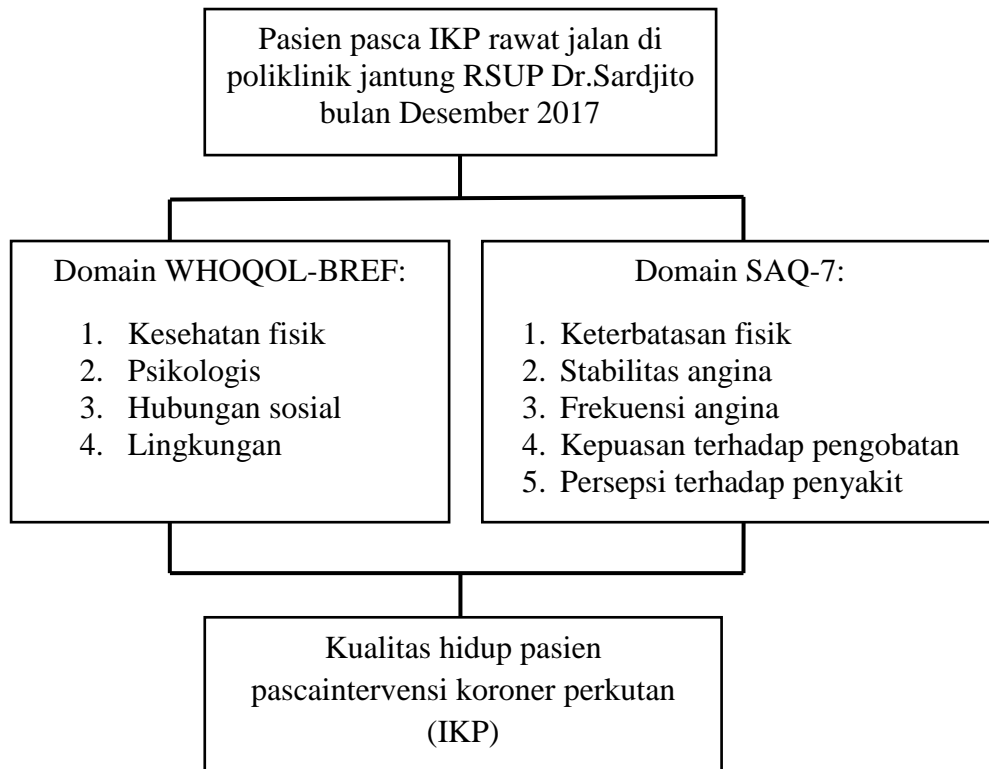 Pasien pasca IKP rawat jalan di
poliklinik jantung RSUP Dr.Sardjito
bulan Desember 2017
Domain WHOQOL-BREF:
1. Kesehatan fisik
2. Psikologis
3. Hubungan sosial
4. Lingkungan
Domain SAQ-7:
1. Keterbatasan fisik
2. Stabilitas angina
3. Frekuensi angina
4. Kepuasan terhadap pengobatan
5. Persepsi terhadap penyakit
Kualitas hidup pasien
pascaintervensi koroner perkutan
(IKP)